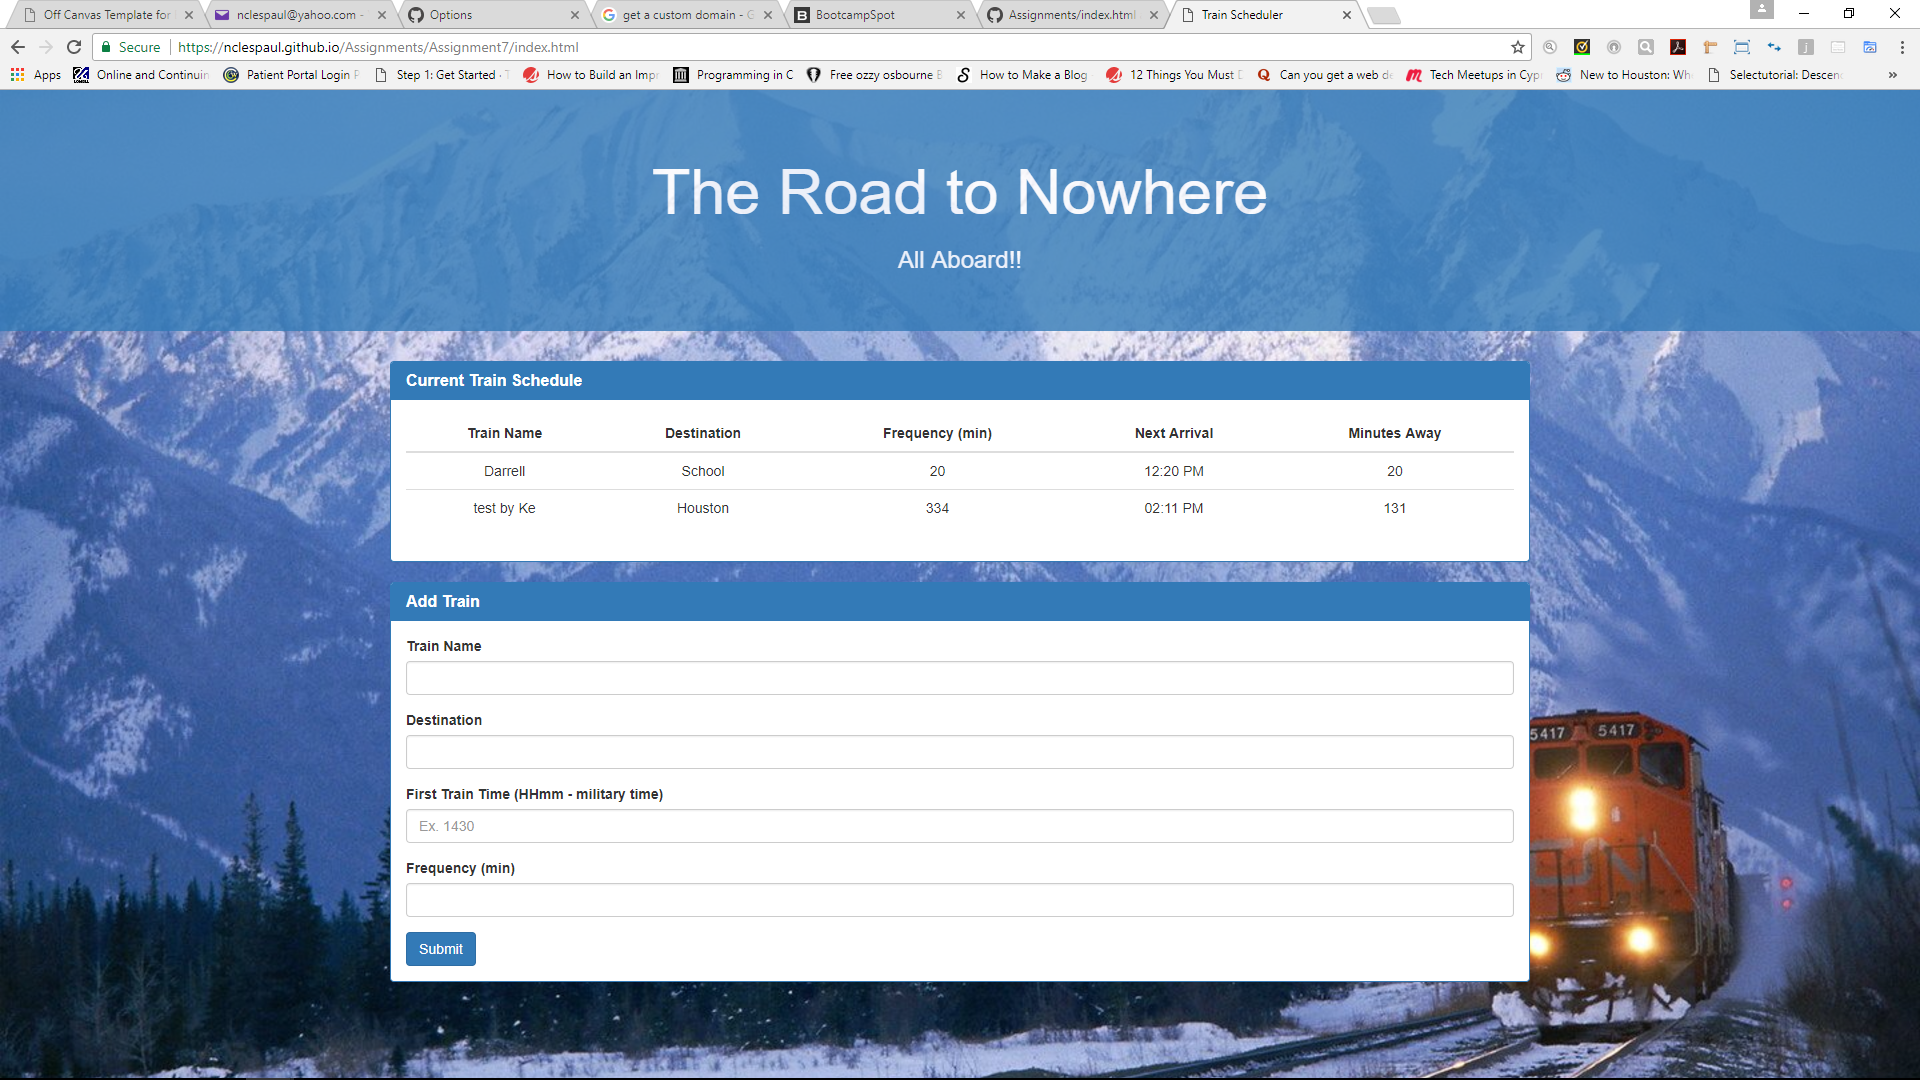 Off Canvas Template for
nclespaul@yahoo.com -
Options
get a custom domain - G
BootcampSpot
Assignments/index.html
Train Scheduler
Secure
https://nclespaul.github.io/Assignments/Assignment7/index.html
Apps
Online and Continuin
Patient Portal Login P
Step 1: Get Started - T
How to Build an Impr
Programming in C
Free ozzy osbourne E
How to Make a Blog
12 Things You Must D
Can you get a web de
Tech Meetups in Cyp
New to Houston: Wh
Selectutorial: Descen
»
The Road to Nowhere
All Aboard!!
Current Train Schedule
Train Name Destination Frequency (min) Next Arrival Minutes Away
Darrell School 20 12:20 PM 20
test by Ke Houston 334 02:11 PM 131
Add Train
Train Name
Destination
First Train Time (HHmm - military time)
Ex. 1430
Frequency (min)
Submit
5417 5417
CN